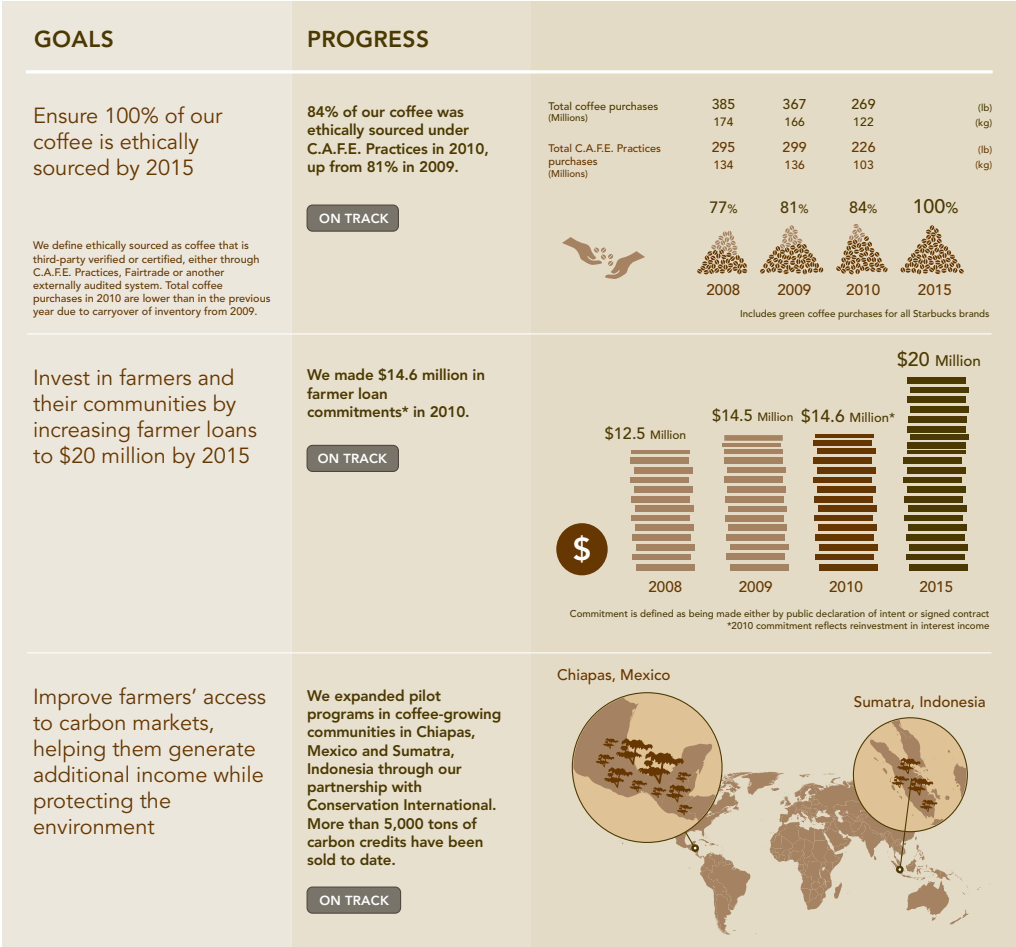 GOALS
PROGRESS
Ensure 100% of our
coffee is ethically
sourced by 2015
We define ethically sourced as coffee that is
third-party verified or certified, either through
C.A.F.E. Practices, Fairtrade or another
externally audited system. Total coffee
purchases in 2010 are lower than in the previous
year due to carryover of inventory from 2009.
84% of our coffee was
ethically sourced under
C.A.F.E. Practices in 2010,
up from 81% in 2009.
ON TRACK
Total coffee purchases 385 367 269 (lb)
(Millions) 174 166 122 (kg)
Total C.A.F.E. Practices 295 299 226 (lb)
purchases 134 136 103 (kg)
(Millions)
77% 81% 84% 100%
2008 2009 2010 2015
Includes green coffee purchases for all Starbucks brands
Invest in farmers and
their communities by
increasing farmer loans
to $20 million by 2015
We made $14.6 million in
farmer loan
commitments* in 2010.
ON TRACK
$12.5 Million $14.5 Million $14.6 Million* $20 Million
$
2008 2009 2010 2015
Commitment is defined as being made either by public declaration of intent or signed contract
*2010 commitment reflects reinvestment in interest income
Improve farmers’ access
to carbon markets,
helping them generate
additional income while
protecting the
environment
We expanded pilot
programs in coffee-growing
communities in Chiapas,
Mexico and Sumatra,
Indonesia through our
partnership with
Conservation International.
More than 5,000 tons of
carbon credits have been
sold to date.
ON TRACK
Chiapas, Mexico
Sumatra, Indonesia